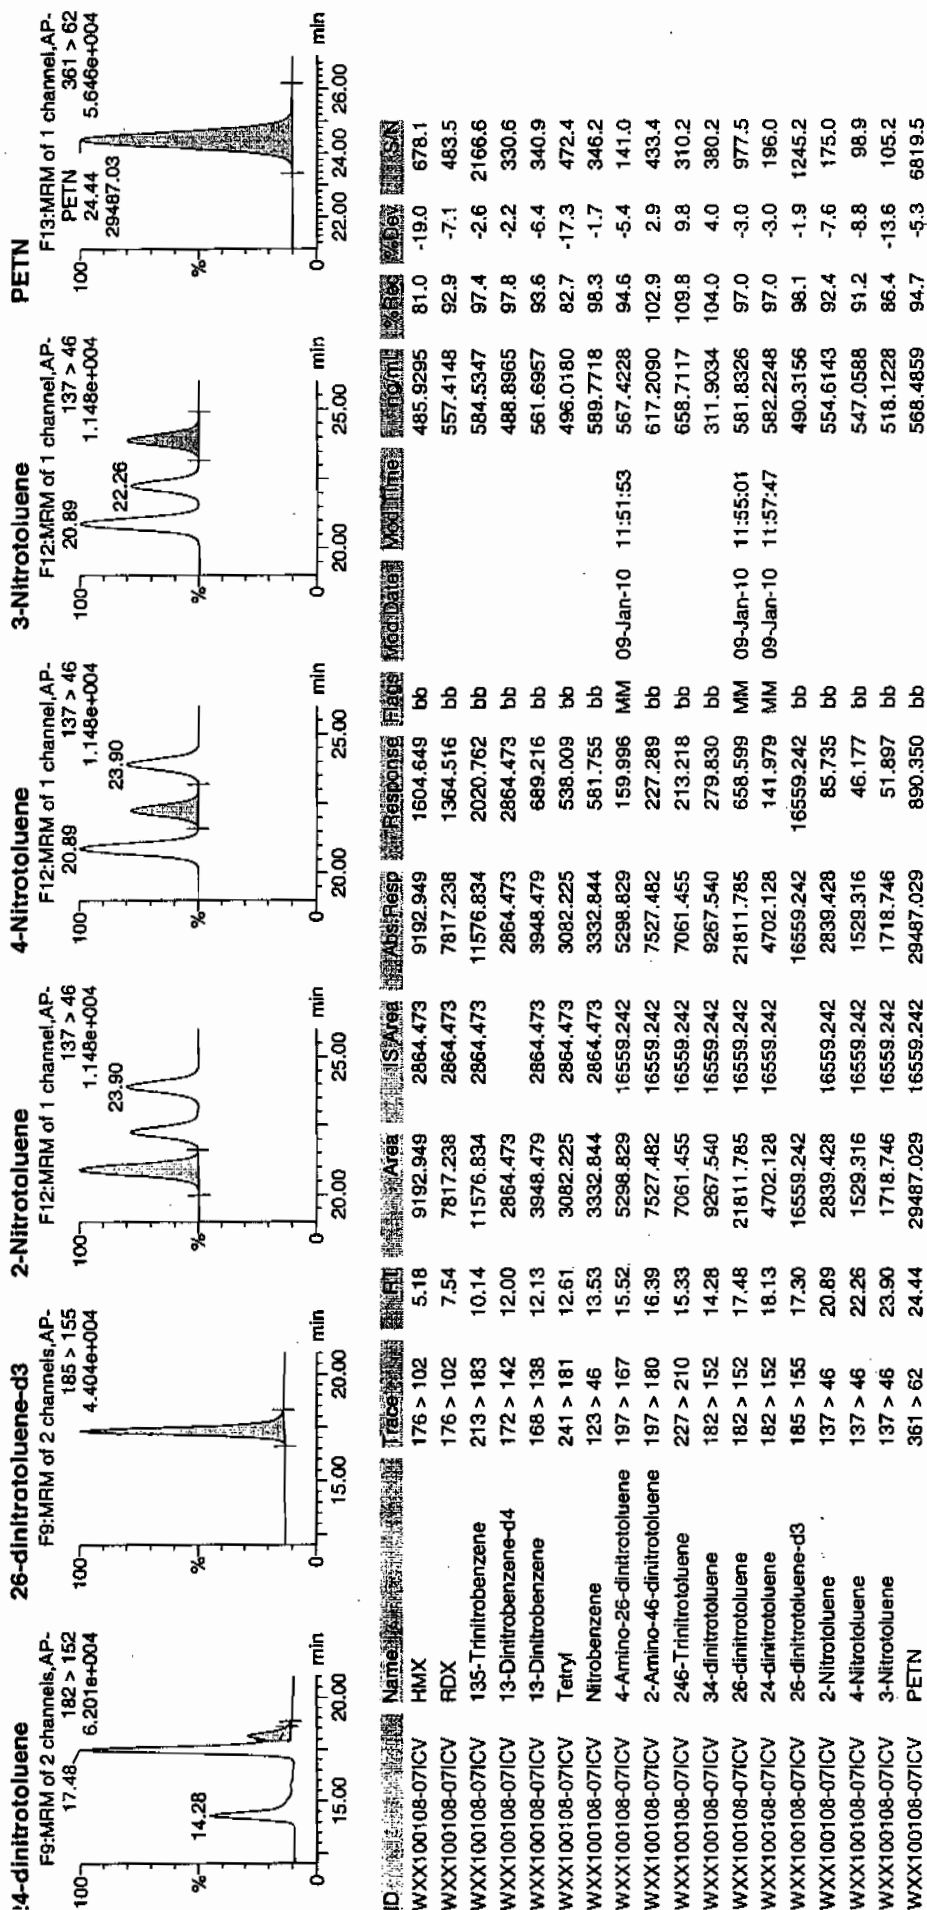 24-dinitrotoluene
F9:MRM of 2 channels,AP-
182 > 152
6.201e+004
17.48
14.28
100
%
0
15.00
20.00
min
26-dinitrotoluene-d3
F9:MRM of 2 channels,AP-
185 > 155
4.404e+004
100
%
0
15.00
20.00
min
2-Nitrotoluene
F12:MRM of 1 channel,AP-
137 > 46
1.148e+004
23.90
100
%
0
20.00
25.00
min
4-Nitrotoluene
F12:MRM of 1 channel,AP-
137 > 46
1.148e+004
20.89
23.90
100
%
0
20.00
25.00
min
3-Nitrotoluene
F12:MRM of 1 channel,AP-
137 > 46
1.148e+004
20.89
22.26
100
%
0
20.00
25.00
min
PETN
F13:MRM of 1 channel,AP-
361 > 62
5.646e+004
PETN
24.44
29487.03
100
%
0
22.00
24.00
26.00
min
ID Name Trace RT Area IS Area Abs.Resp Response Flags Mod.Date Mod.Time ng/ml %Rec %Dev S/N
WXX100108-07ICV HMX 176 > 102 5.18 9192.949 2864.473 9192.949 1604.649 bb 485.9295 81.0 -19.0 678.1
WXX100108-07ICV RDX 176 > 102 7.54 7817.238 2864.473 7817.238 1364.516 bb 557.4148 92.9 -7.1 483.5
WXX100108-07ICV 135-Trinitrobenzene 213 > 183 10.14 11576.834 2864.473 11576.834 2020.762 bb 584.5347 97.4 -2.6 2166.6
WXX100108-07ICV 13-Dinitrobenzene-d4 172 > 142 12.00 2864.473 2864.473 2864.473 bb 488.8965 97.8 -2.2 330.6
WXX100108-07ICV 13-Dinitrobenzene 168 > 138 12.13 3948.479 2864.473 3948.479 689.216 bb 561.6957 93.6 -6.4 340.9
WXX100108-07ICV Tetryl 241 > 181 12.61 3082.225 2864.473 3082.225 538.009 bb 496.0180 82.7 -17.3 472.4
WXX100108-07ICV Nitrobenzene 123 > 46 13.53 3332.844 2864.473 3332.844 581.755 bb 589.7718 98.3 -1.7 346.2
WXX100108-07ICV 4-Amino-26-dinitrotoluene 197 > 167 15.52 5298.829 16559.242 5298.829 159.996 MM 09-Jan-10 11:51:53 567.4228 94.6 -5.4 141.0
WXX100108-07ICV 2-Amino-46-dinitrotoluene 197 > 180 16.39 7527.482 16559.242 7527.482 227.289 bb 617.2090 102.9 2.9 433.4
WXX100108-07ICV 246-Trinitrotoluene 227 > 210 15.33 7061.455 16559.242 7061.455 213.218 bb 658.7117 109.8 9.8 310.2
WXX100108-07ICV 34-dinitrotoluene 182 > 152 14.28 9267.540 16559.242 9267.540 279.830 bb 311.9034 104.0 4.0 380.2
WXX100108-07ICV 26-dinitrotoluene 182 > 152 17.48 21811.785 16559.242 21811.785 658.599 MM 09-Jan-10 11:55:01 581.8326 97.0 -3.0 977.5
WXX100108-07ICV 24-dinitrotoluene 182 > 152 18.13 4702.128 16559.242 4702.128 141.979 MM 09-Jan-10 11:57:47 582.2248 97.0 -3.0 196.0
WXX100108-07ICV 26-dinitrotoluene-d3 185 > 155 17.30 16559.242 16559.242 16559.242 bb 490.3156 98.1 -1.9 1245.2
WXX100108-07ICV 2-Nitrotoluene 137 > 46 20.89 2839.428 16559.242 2839.428 85.735 bb 554.6143 92.4 -7.6 175.0
WXX100108-07ICV 4-Nitrotoluene 137 > 46 22.26 1529.316 16559.242 1529.316 46.177 bb 547.0588 91.2 -8.8 98.9
WXX100108-07ICV 3-Nitrotoluene 137 > 46 23.90 1718.746 16559.242 1718.746 51.897 bb 518.1228 86.4 -13.6 105.2
WXX100108-07ICV PETN 361 > 62 24.44 29487.029 16559.242 29487.029 890.350 bb 568.4859 94.7 -5.3 6819.5